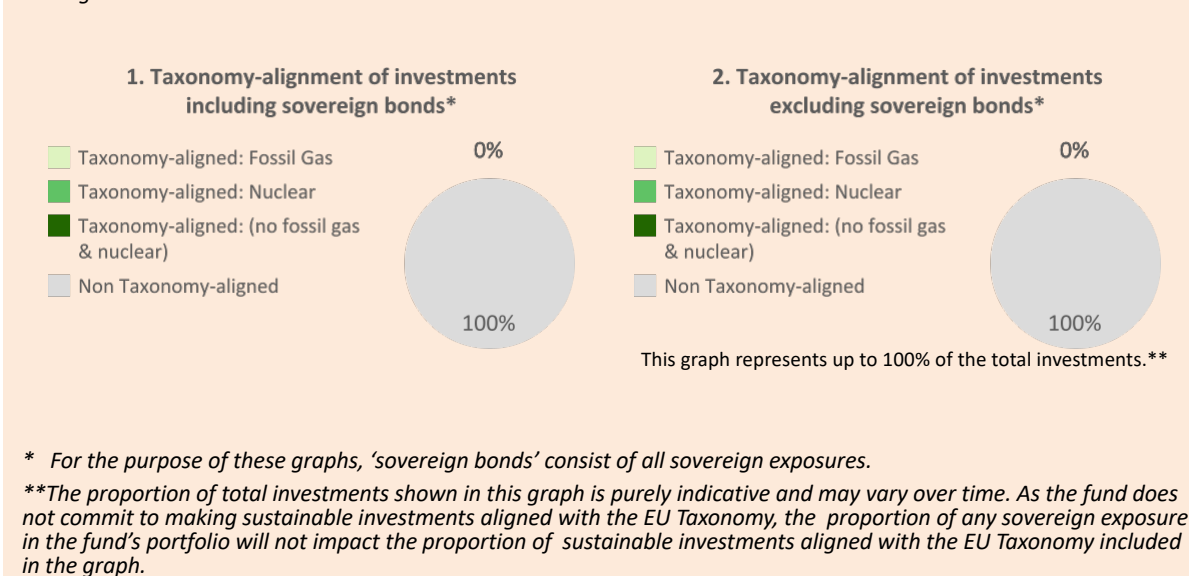 1. Taxonomy-alignment of investments
including sovereign bonds*
Taxonomy-aligned: Fossil Gas
Taxonomy-aligned: Nuclear
Taxonomy-aligned: (no fossil gas
& nuclear)
Non Taxonomy-aligned
0%
100%
2. Taxonomy-alignment of investments
excluding sovereign bonds*
Taxonomy-aligned: Fossil Gas
Taxonomy-aligned: Nuclear
Taxonomy-aligned: (no fossil gas
& nuclear)
Non Taxonomy-aligned
0%
100%
This graph represents up to 100% of the total investments.**
* For the purpose of these graphs, ‘sovereign bonds’ consist of all sovereign exposures.
**The proportion of total investments shown in this graph is purely indicative and may vary over time. As the fund does
not commit to making sustainable investments aligned with the EU Taxonomy, the proportion of any sovereign exposure
in the fund’s portfolio will not impact the proportion of sustainable investments aligned with the EU Taxonomy included
in the graph.